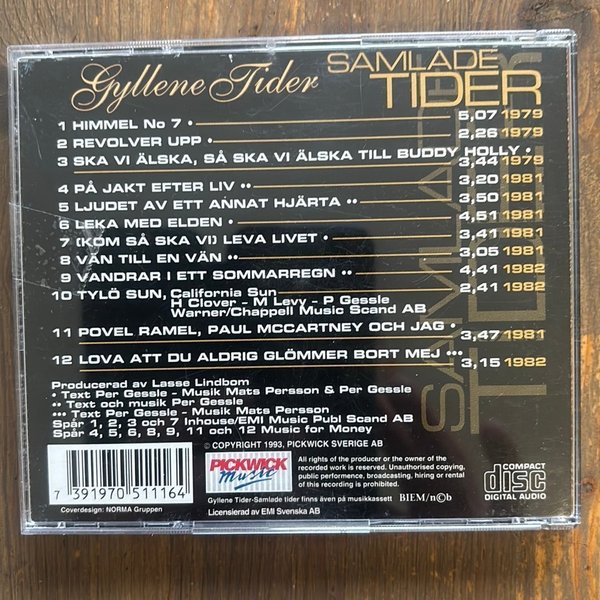 Gyllene Tider SAMLADE TIDER
1 HIMMEL No 7 • 5,07 1979
2 REVOLVER UPP • 2,26 1979
3 SKA VI ÄLSKA, SÅ SKA VI ÄLSKA TILL BUDDY HOLLY •
3,44 1979
4 PÅ JAKT EFTER LIV •• 3,20 1981
5 LJUDET AV ETT ANNAT HJÄRTA •• 3,50 1981
6 LEKA MED ELDEN • 4,51 1981
7 (KOM SÅ SKA VI) LEVA LIVET • 3,41 1981
8 VÄN TILL EN VÄN •• 3,05 1981
9 VANDRAR I ETT SOMMARREGN •• 4,41 1982
10 TYLÖ SUN, California Sun 2,41 1982
H Clover - M Levy - P Gessle
Warner/Chappell Music Scand AB
11 POVEL RAMEL, PAUL MCCARTNEY OCH JAG •
3,47 1981
12 LOVA ATT DU ALDRIG GLÖMMER BORT MEJ •••
3,15 1982
SAMLADE
TIDER
Producerad av Lasse Lindbom
• Text Per Gessle - Musik Mats Persson & Per Gessle
•• Text och musik Per Gessle
••• Text Per Gessle - Musik Mats Persson
Spår 1, 2, 3 och 7 Inhouse/EMI Music Publ Scand AB
Spår 4, 5, 6, 8, 9, 11 och 12 Music for Money
© COPYRIGHT 1993, PICKWICK SVERIGE AB
PICKWICK
Music
All rights of the producer or the owner of the
recorded work is reserved. Unauthorised copying,
public performence, broadcasting, hiring or rental
of this recording is prohibited.
COMPACT
disc
DIGITAL AUDIO
7 391970 511164
Gyllene Tider-Samlade tider finns även på musikkassett
BIEM/n©b
Coverdesign: NORMA Gruppen
Licensierad av EMI Svenska AB